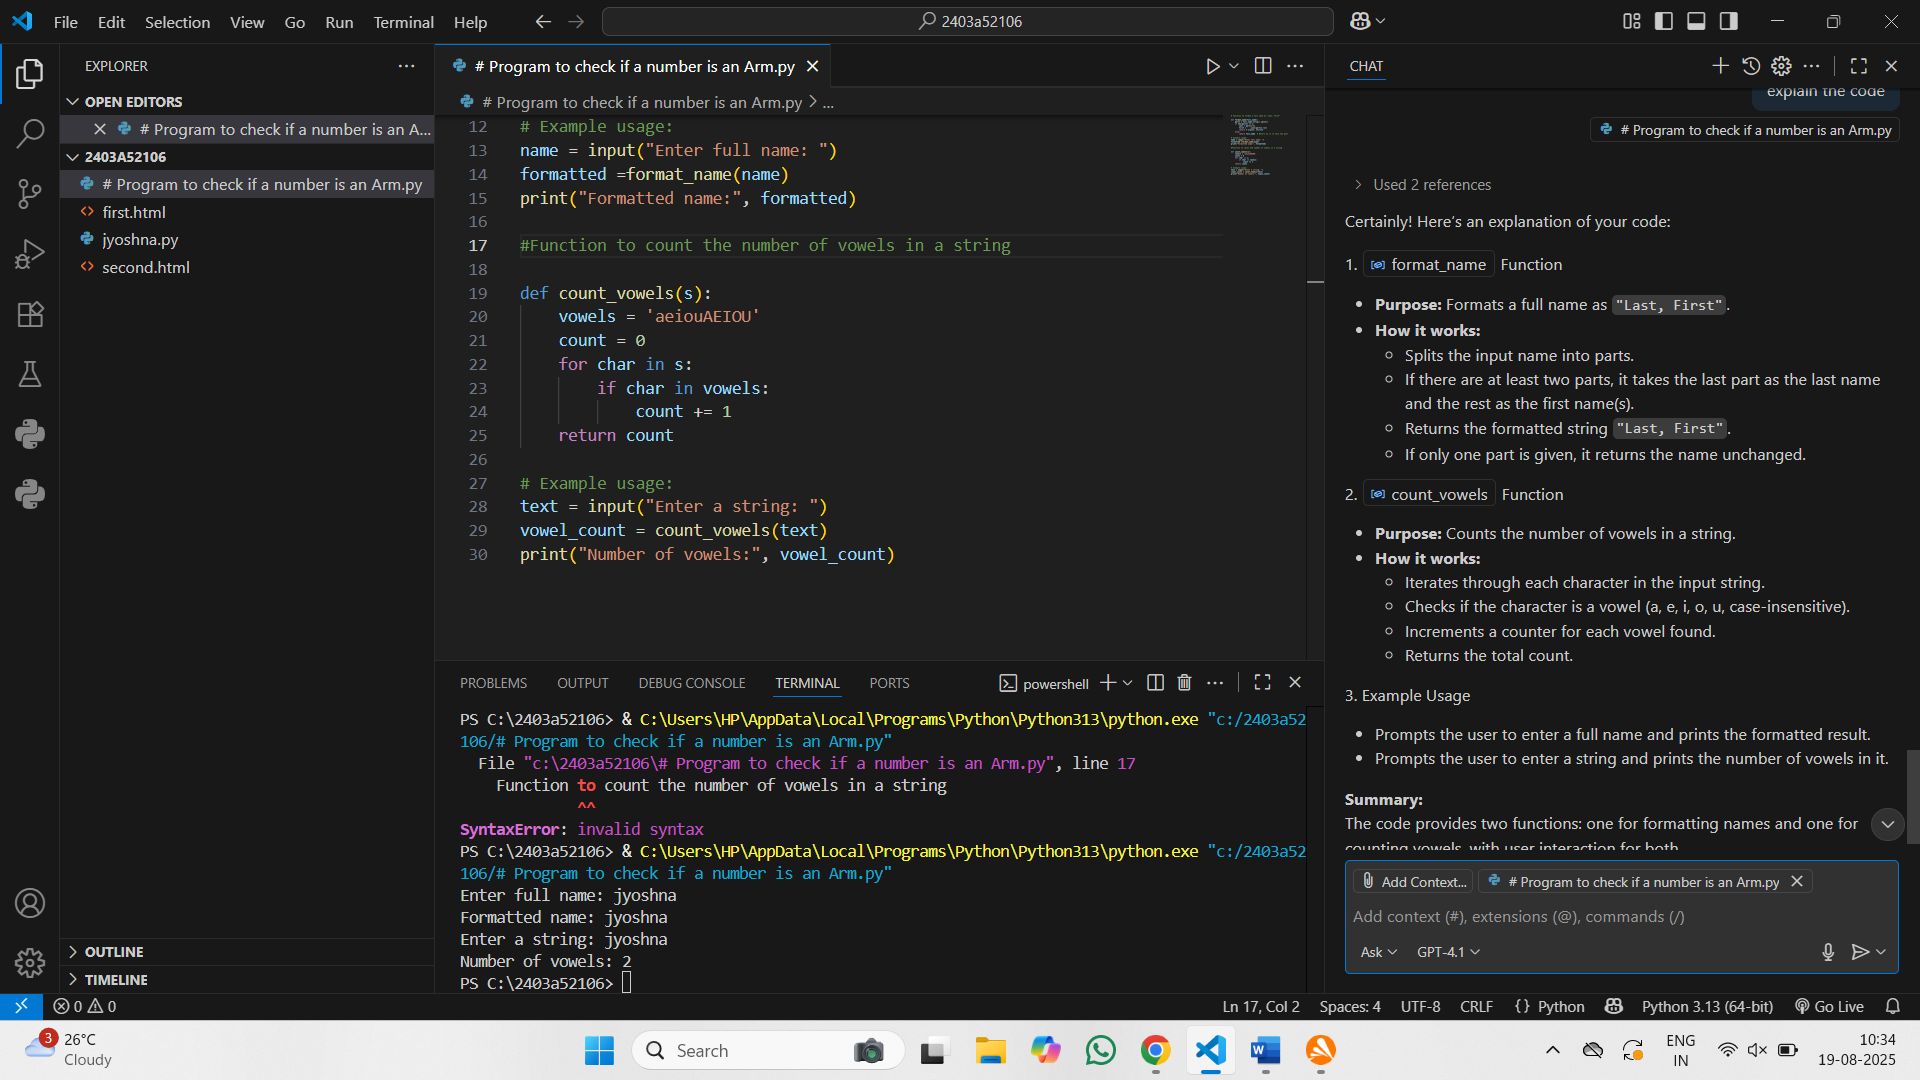 File Edit Selection View Go Run Terminal Help
2403a52106
EXPLORER
OPEN EDITORS
# Program to check if a number is an A...
2403A52106
# Program to check if a number is an Arm.py
first.html
jyoshna.py
second.html
OUTLINE
TIMELINE
# Program to check if a number is an Arm.py
# Program to check if a number is an Arm.py > ...
12 # Example usage:
13 name = input("Enter full name: ")
14 formatted =format_name(name)
15 print("Formatted name:", formatted)
16
17 #Function to count the number of vowels in a string
18
19 def count_vowels(s):
20 vowels = 'aeiouAEIOU'
21 count = 0
22 for char in s:
23 if char in vowels:
24 count += 1
25 return count
26
27 # Example usage:
28 text = input("Enter a string: ")
29 vowel_count = count_vowels(text)
30 print("Number of vowels:", vowel_count)
PROBLEMS OUTPUT DEBUG CONSOLE TERMINAL PORTS
powershell
PS C:\2403a52106> & C:\Users\HP\AppData\Local\Programs\Python\Python313\python.exe "c:/2403a52
106/# Program to check if a number is an Arm.py"
File "c:\2403a52106\# Program to check if a number is an Arm.py", line 17
Function to count the number of vowels in a string
^^
SyntaxError: invalid syntax
PS C:\2403a52106> & C:\Users\HP\AppData\Local\Programs\Python\Python313\python.exe "c:/2403a52
106/# Program to check if a number is an Arm.py"
Enter full name: jyoshna
Formatted name: jyoshna
Enter a string: jyoshna
Number of vowels: 2
PS C:\2403a52106>
CHAT
explain the code
# Program to check if a number is an Arm.py
Used 2 references
Certainly! Here's an explanation of your code:
1. format_name Function
• Purpose: Formats a full name as "Last, First".
• How it works:
Splits the input name into parts.
If there are at least two parts, it takes the last part as the last name
and the rest as the first name(s).
Returns the formatted string "Last, First".
If only one part is given, it returns the name unchanged.
2. count_vowels Function
• Purpose: Counts the number of vowels in a string.
• How it works:
Iterates through each character in the input string.
Checks if the character is a vowel (a, e, i, o, u, case-insensitive).
Increments a counter for each vowel found.
Returns the total count.
3. Example Usage
• Prompts the user to enter a full name and prints the formatted result.
• Prompts the user to enter a string and prints the number of vowels in it.
Summary:
The code provides two functions: one for formatting names and one for
counting vowels, with user interaction for both.
Add Context... # Program to check if a number is an Arm.py
Add context (#), extensions (@), commands (/)
Ask GPT-4.1
0 0
Ln 17, Col 2 Spaces: 4 UTF-8 CRLF {} Python Python 3.13 (64-bit) Go Live
3
26°C
Cloudy
Search
ENG
IN
10:34
19-08-2025